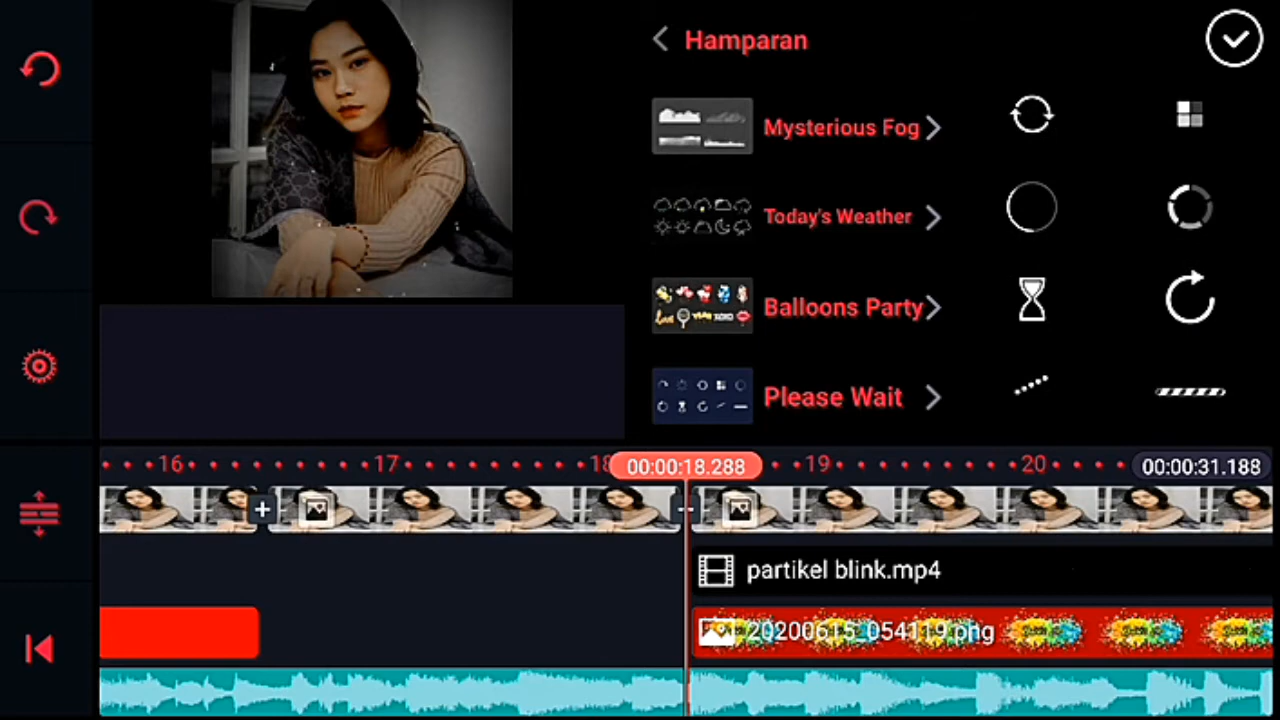 Hamparan
Mysterious Fog
Today's Weather
Balloons Party
Please Wait
16
17
18
00:00:18.288
19
20
00:00:31.188
partikel blink.mp4
20200615_054119.png